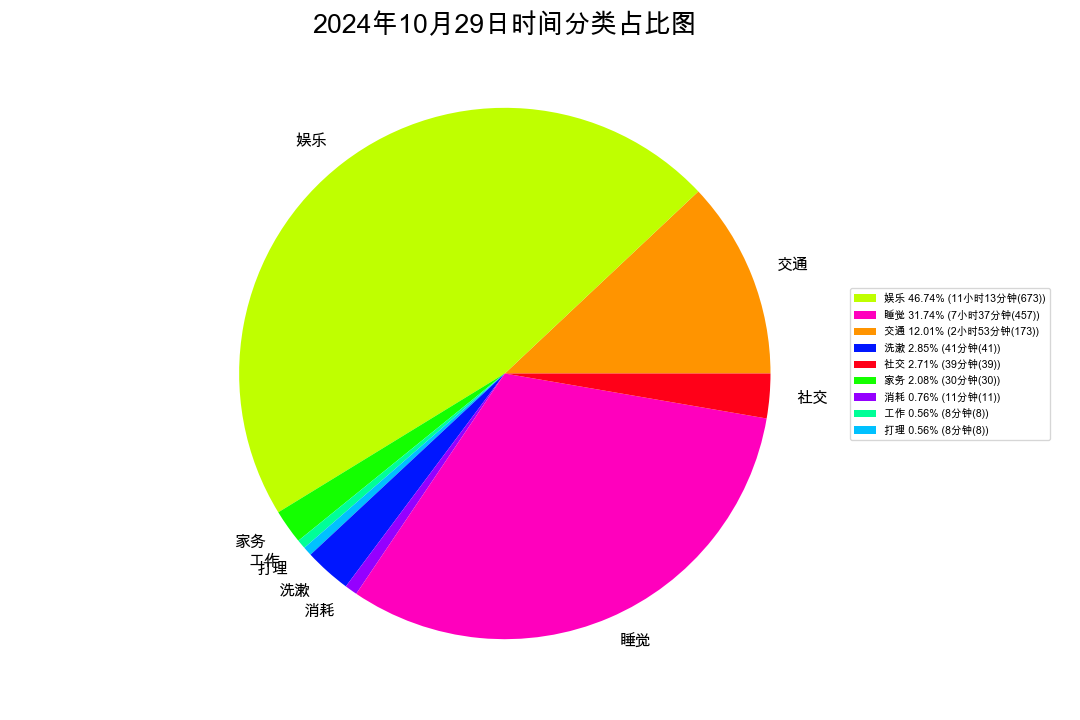 2024年10月29日时间分类占比图
娱乐
交通
社交
家务
工作
打理
洗漱
消耗
睡觉
娱乐 46.74% (11小时13分钟(673))
睡觉 31.74% (7小时37分钟(457))
交通 12.01% (2小时53分钟(173))
洗漱 2.85% (41分钟(41))
社交 2.71% (39分钟(39))
家务 2.08% (30分钟(30))
消耗 0.76% (11分钟(11))
工作 0.56% (8分钟(8))
打理 0.56% (8分钟(8))